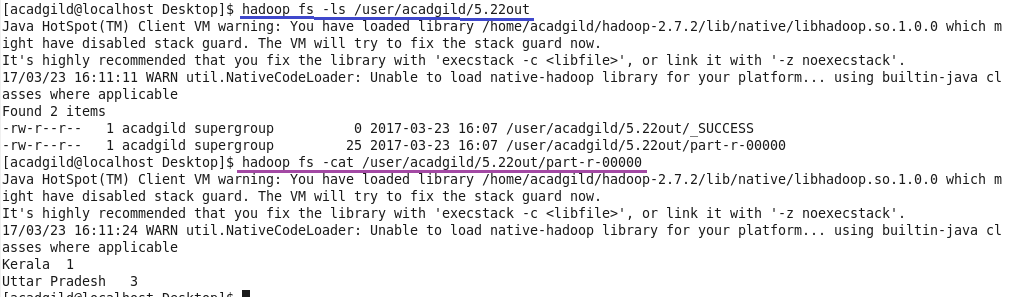 [acadgild@localhost Desktop]$ hadoop fs -ls /user/acadgild/5.22out
Java HotSpot(TM) Client VM warning: You have loaded library /home/acadgild/hadoop-2.7.2/lib/native/libhadoop.so.1.0.0 which m
ight have disabled stack guard. The VM will try to fix the stack guard now.
It's highly recommended that you fix the library with 'execstack -c <libfile>', or link it with '-z noexecstack'.
17/03/23 16:11:11 WARN util.NativeCodeLoader: Unable to load native-hadoop library for your platform... using builtin-java cl
asses where applicable
Found 2 items
-rw-r--r--   1 acadgild supergroup          0 2017-03-23 16:07 /user/acadgild/5.22out/_SUCCESS
-rw-r--r--   1 acadgild supergroup         25 2017-03-23 16:07 /user/acadgild/5.22out/part-r-00000
[acadgild@localhost Desktop]$ hadoop fs -cat /user/acadgild/5.22out/part-r-00000
Java HotSpot(TM) Client VM warning: You have loaded library /home/acadgild/hadoop-2.7.2/lib/native/libhadoop.so.1.0.0 which m
ight have disabled stack guard. The VM will try to fix the stack guard now.
It's highly recommended that you fix the library with 'execstack -c <libfile>', or link it with '-z noexecstack'.
17/03/23 16:11:24 WARN util.NativeCodeLoader: Unable to load native-hadoop library for your platform... using builtin-java cl
asses where applicable
Kerala  1
Uttar Pradesh   3
[acadgild@localhost Desktop]$